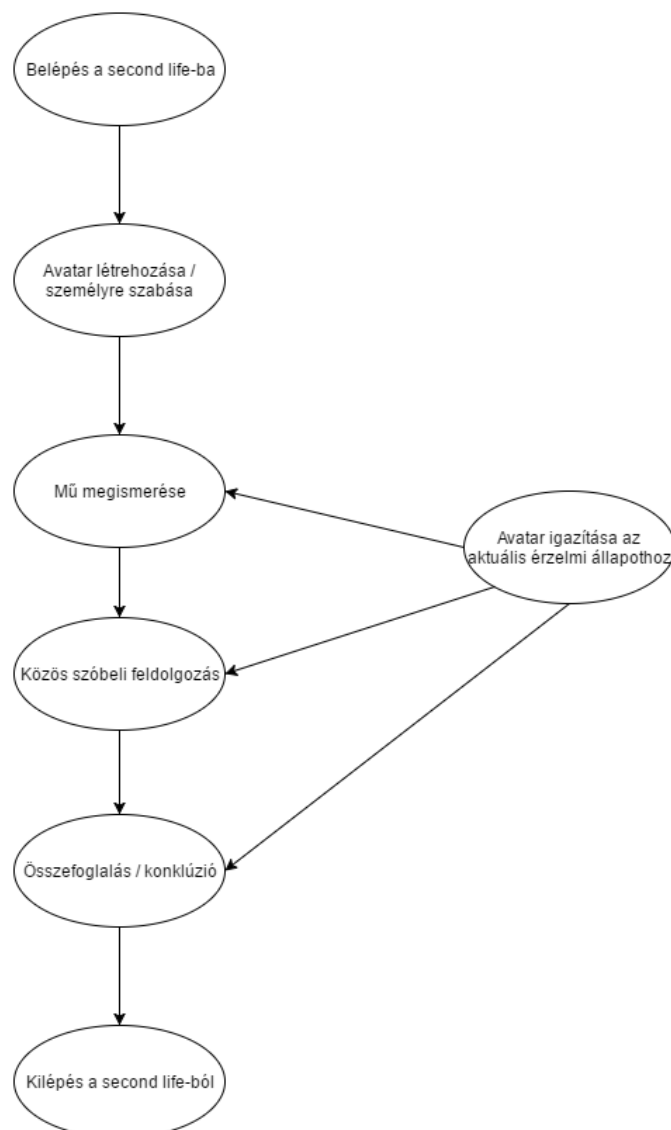 Belépés a second life-ba
Avatar létrehozása /
személyre szabása
Mű megismerése
Avatar igazítása az
aktuális érzelmi állapothoz
Közös szóbeli feldolgozás
Összefoglalás / konklúzió
Kilépés a second life-ból